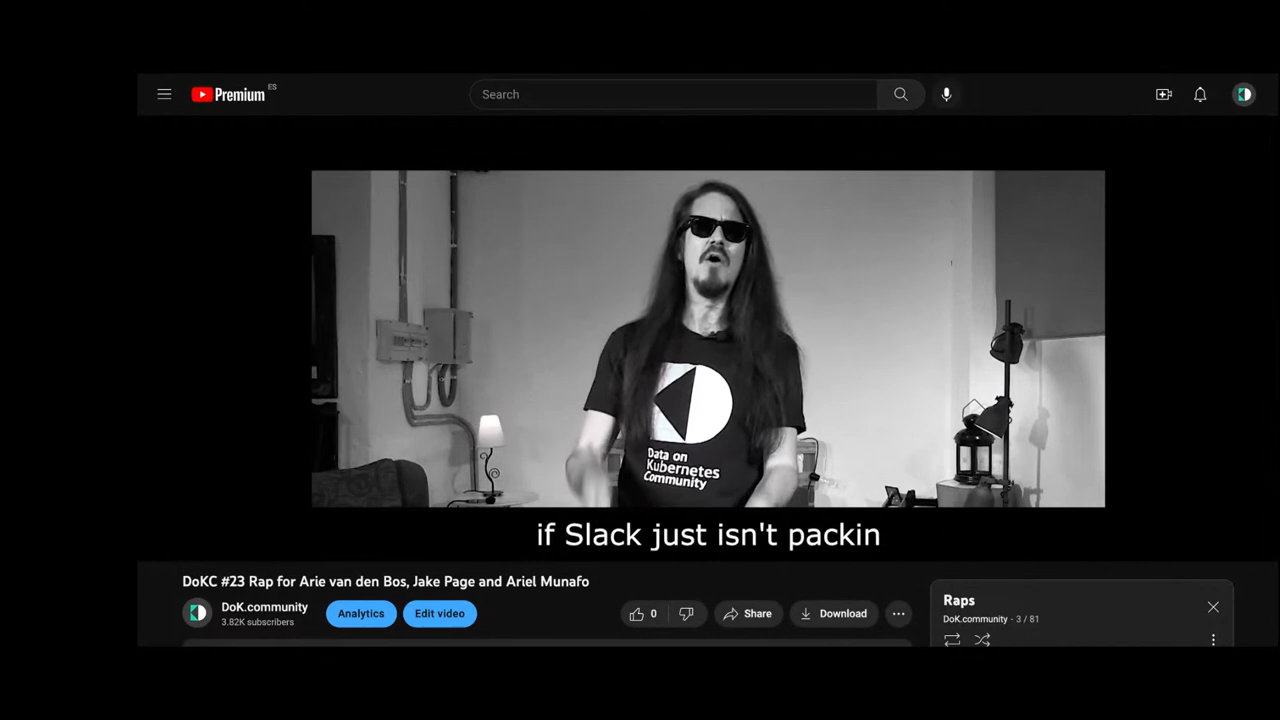 Premium ES
Search
Data on
Kubernetes
Community
if Slack just isn't packin
DoKC #23 Rap for Arie van den Bos, Jake Page and Ariel Munafo
DoK.community
3.82K subscribers
Analytics
Edit video
0
Share
Download
Raps
DoK.community - 3 / 81